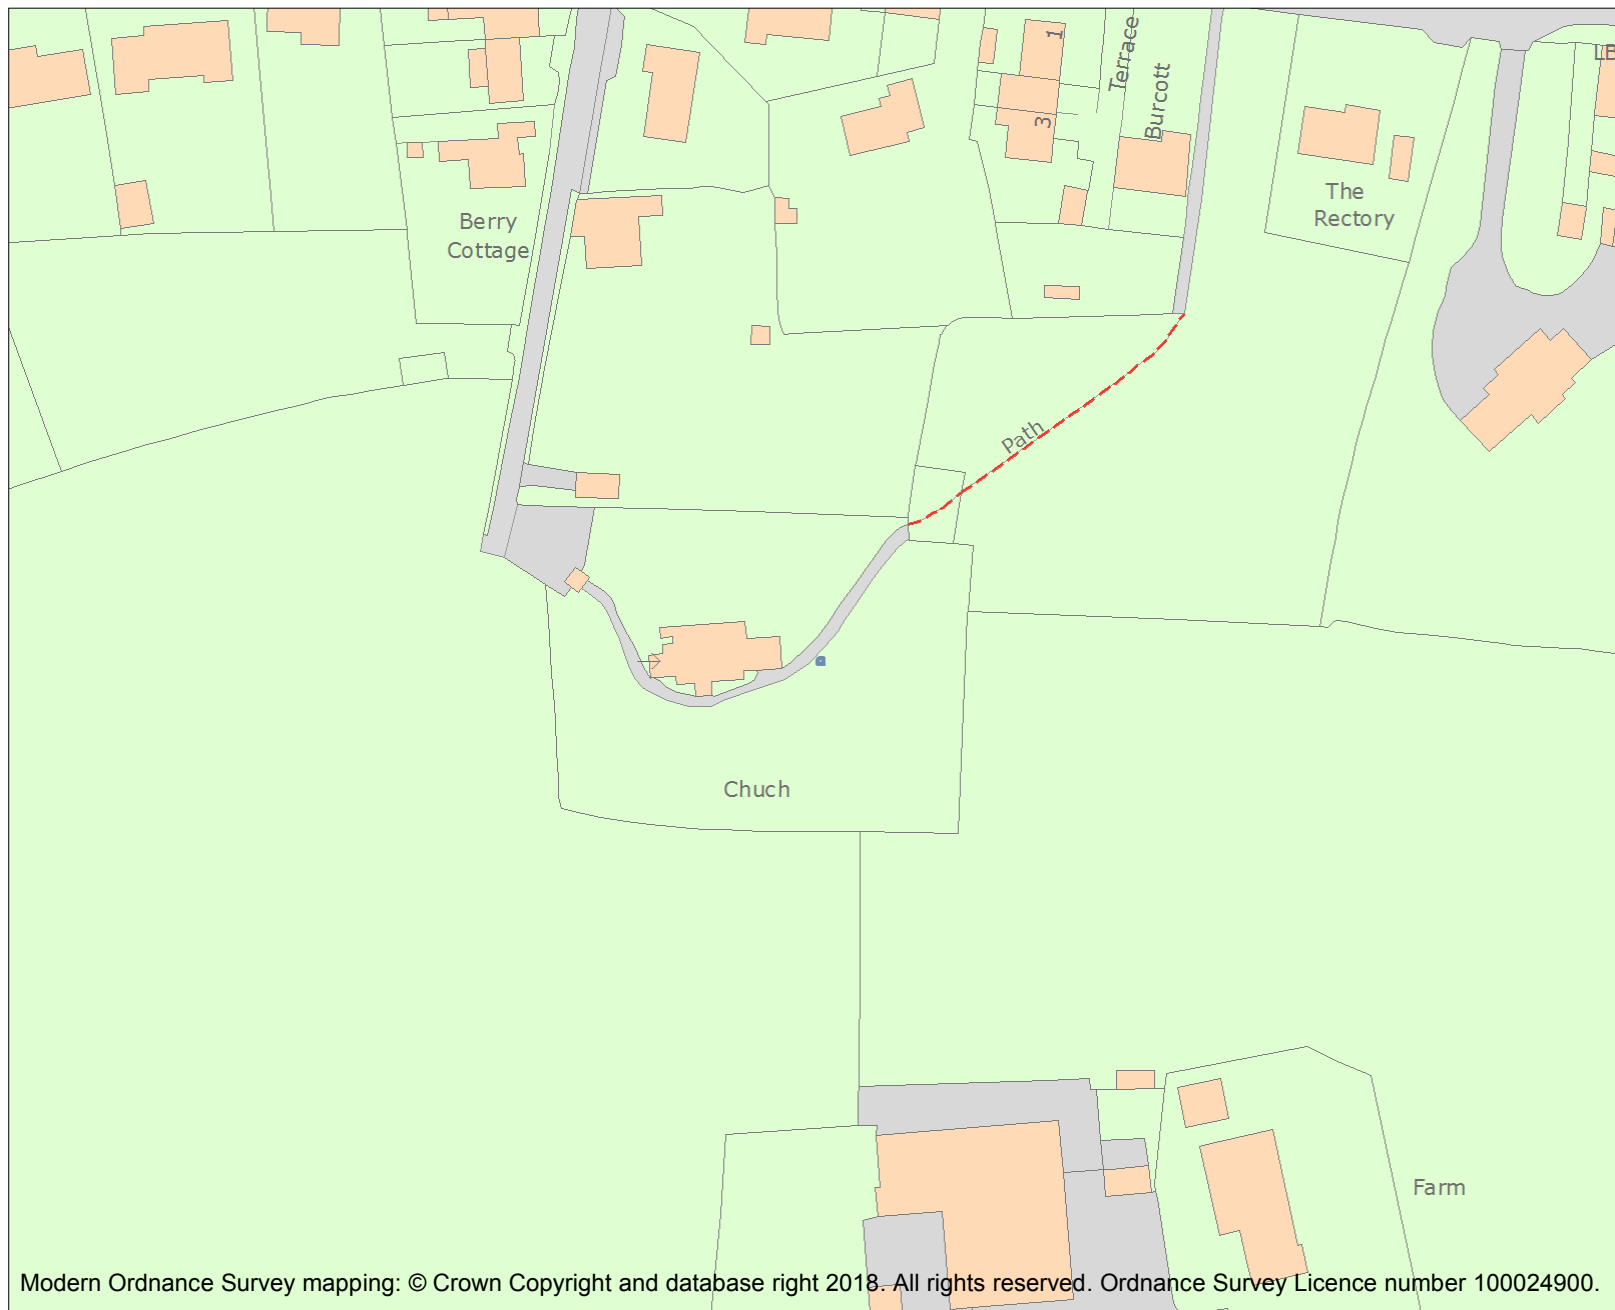 1
Terrace
Burcott
3
LB
The
Rectory
Berry
Cottage
Path
Chuch
Farm
Modern Ordnance Survey mapping: © Crown Copyright and database right 2018. All rights reserved. Ordnance Survey Licence number 100024900.